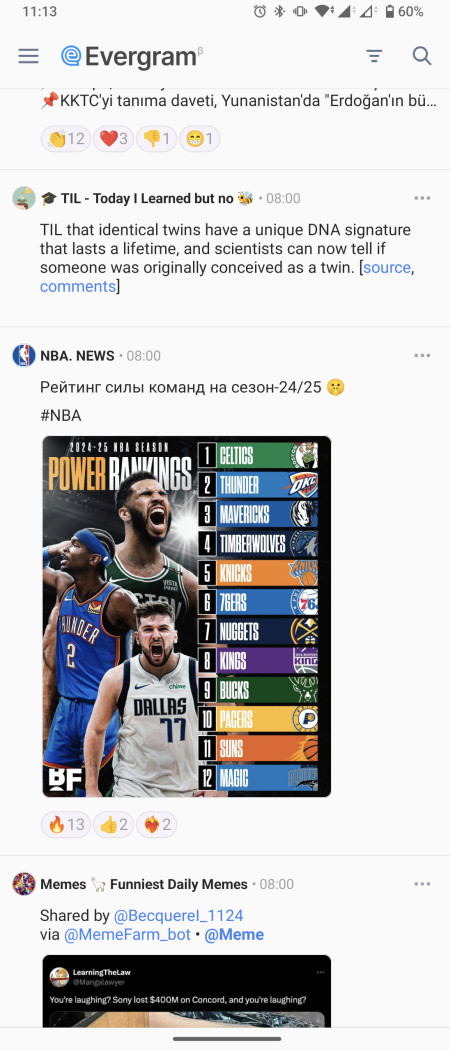 11:13
60%
Evergram β
📌KKTC'yi tanıma daveti, Yunanistan'da "Erdoğan'ın bü...
👏12 ❤️3 👎1 😁1
🎓 TIL - Today I Learned but no 🐝 • 08:00
TIL that identical twins have a unique DNA signature
that lasts a lifetime, and scientists can now tell if
someone was originally conceived as a twin. [source,
comments]
NBA. NEWS • 08:00
Рейтинг силы команд на сезон-24/25 🤫
#NBA
2024-25 NBA SEASON
POWER RANKINGS
1 CELTICS
2 THUNDER
3 MAVERICKS
4 TIMBERWOLVES
5 KNICKS
6 76ERS
7 NUGGETS
8 KINGS
9 BUCKS
10 PACERS
11 SUNS
12 MAGIC
VISTA
THUNDER
2
chime
DALLAS
77
BF
🔥13 👍2 ❤️‍🔥2
Memes 🦙 Funniest Daily Memes • 08:00
Shared by @Becquerel_1124
via @MemeFarm_bot • @Meme
LearningTheLaw
@Mangalawyer
You're laughing? Sony lost $400M on Concord, and you're laughing?